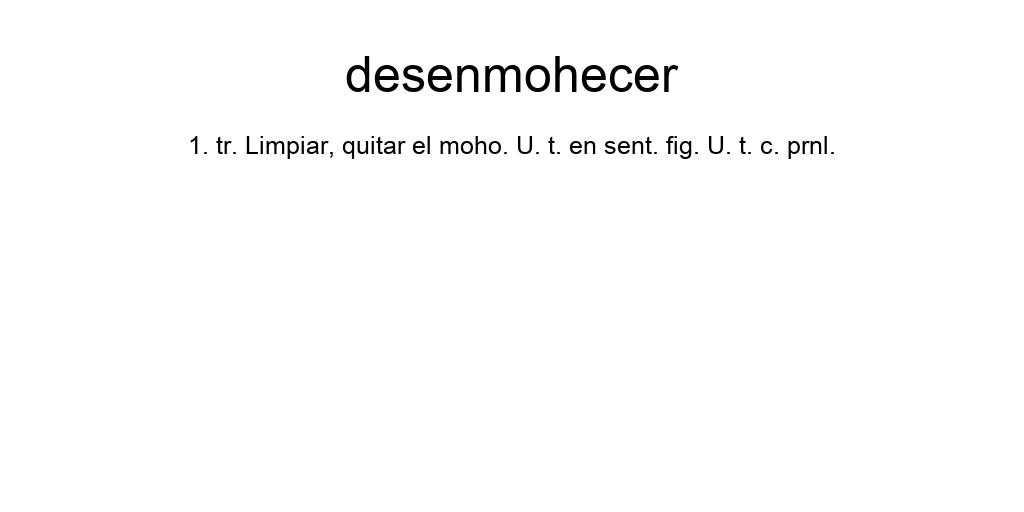 desenmohecer
1. tr. Limpiar, quitar el moho. U. t. en sent. fig. U. t. c. prnl.